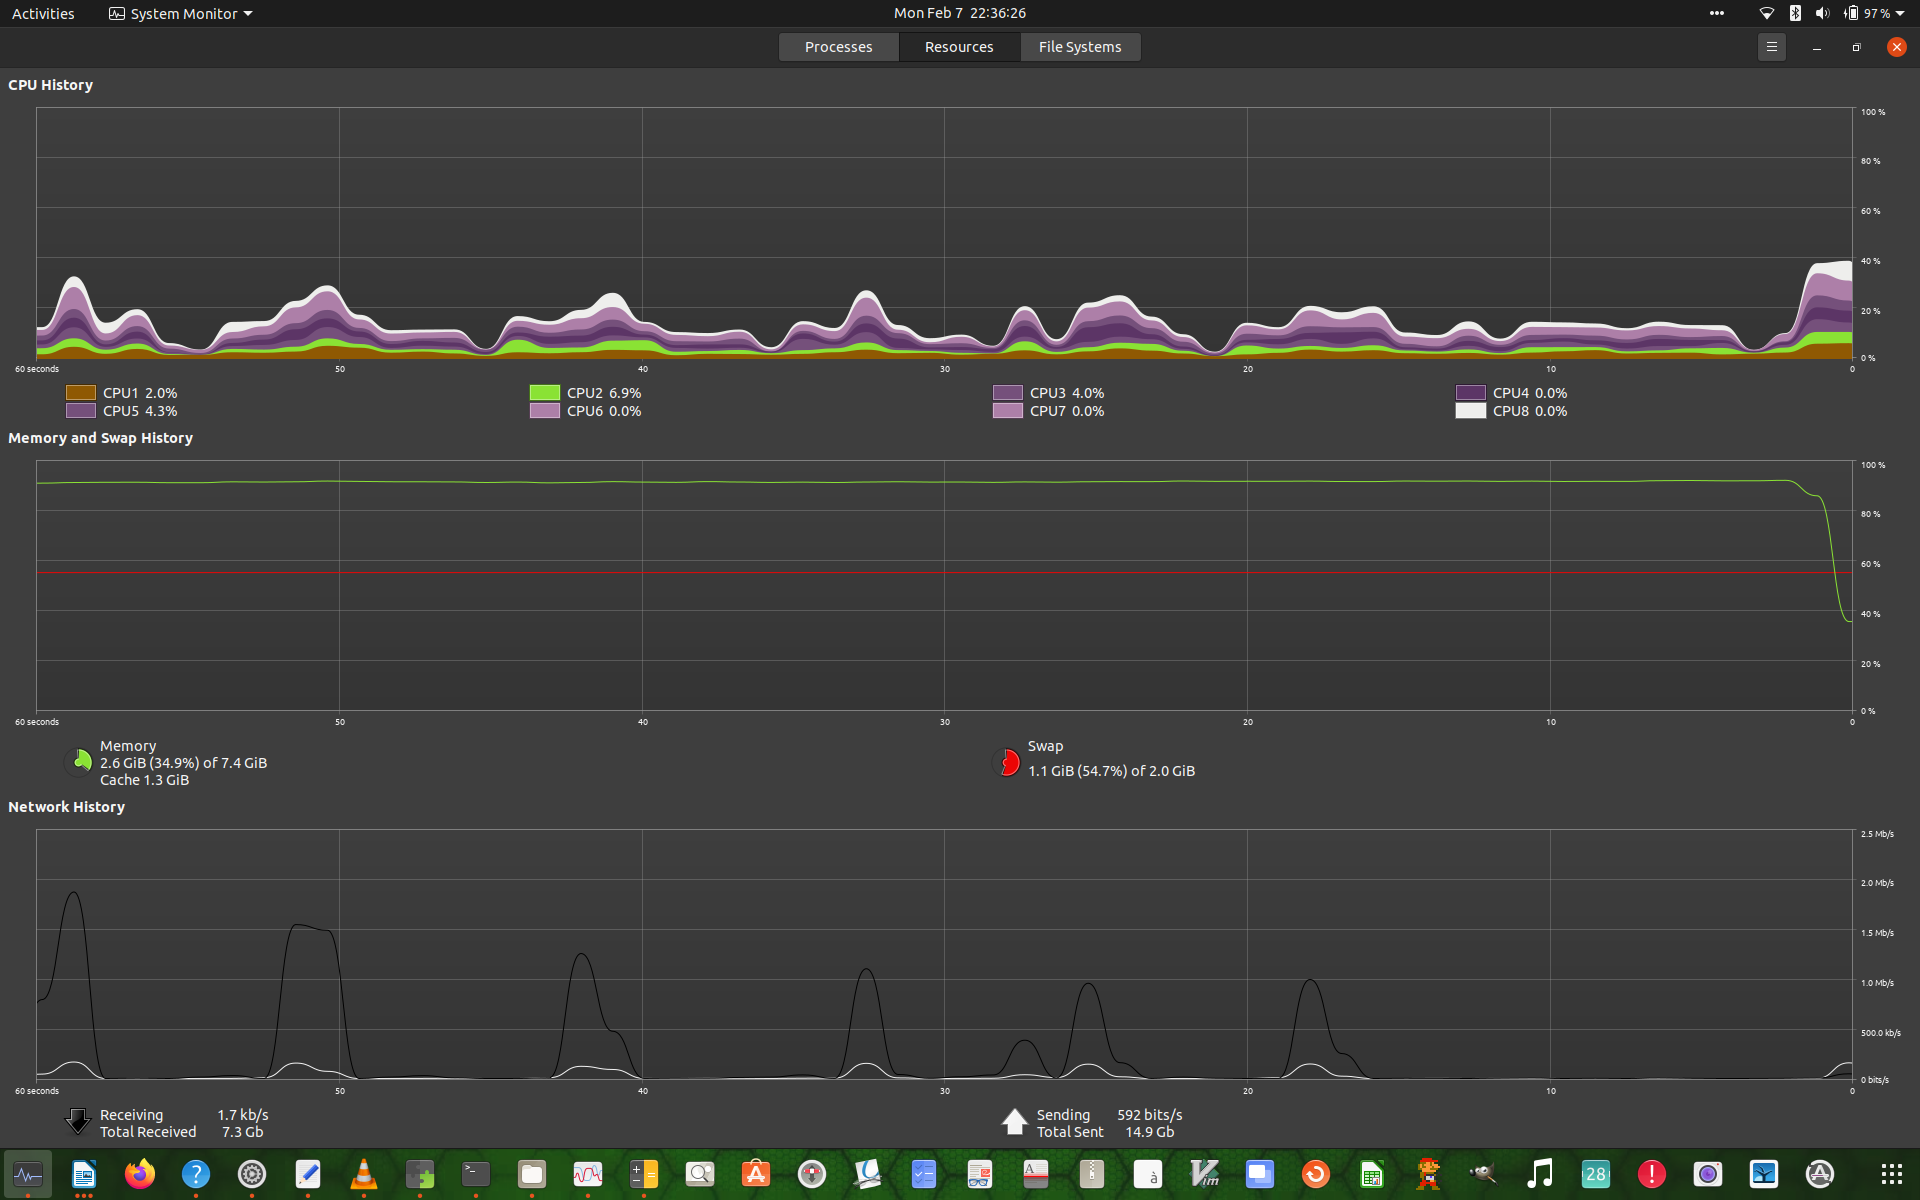 Activities
System Monitor
Mon Feb 7 22:36:26
97 %
Processes
Resources
File Systems
CPU History
100 %
80 %
60 %
40 %
20 %
0 %
60 seconds
50
40
30
20
10
0
CPU1 2.0%
CPU2 6.9%
CPU3 4.0%
CPU4 0.0%
CPU5 4.3%
CPU6 0.0%
CPU7 0.0%
CPU8 0.0%
Memory and Swap History
100 %
80 %
60 %
40 %
20 %
0 %
60 seconds
50
40
30
20
10
0
Memory
2.6 GiB (34.9%) of 7.4 GiB
Cache 1.3 GiB
Swap
1.1 GiB (54.7%) of 2.0 GiB
Network History
2.5 Mb/s
2.0 Mb/s
1.5 Mb/s
1.0 Mb/s
500.0 kb/s
0 bits/s
60 seconds
50
40
30
20
10
0
Receiving 1.7 kb/s
Total Received 7.3 Gb
Sending 592 bits/s
Total Sent 14.9 Gb
?
>_
A
à
Vim
28
!